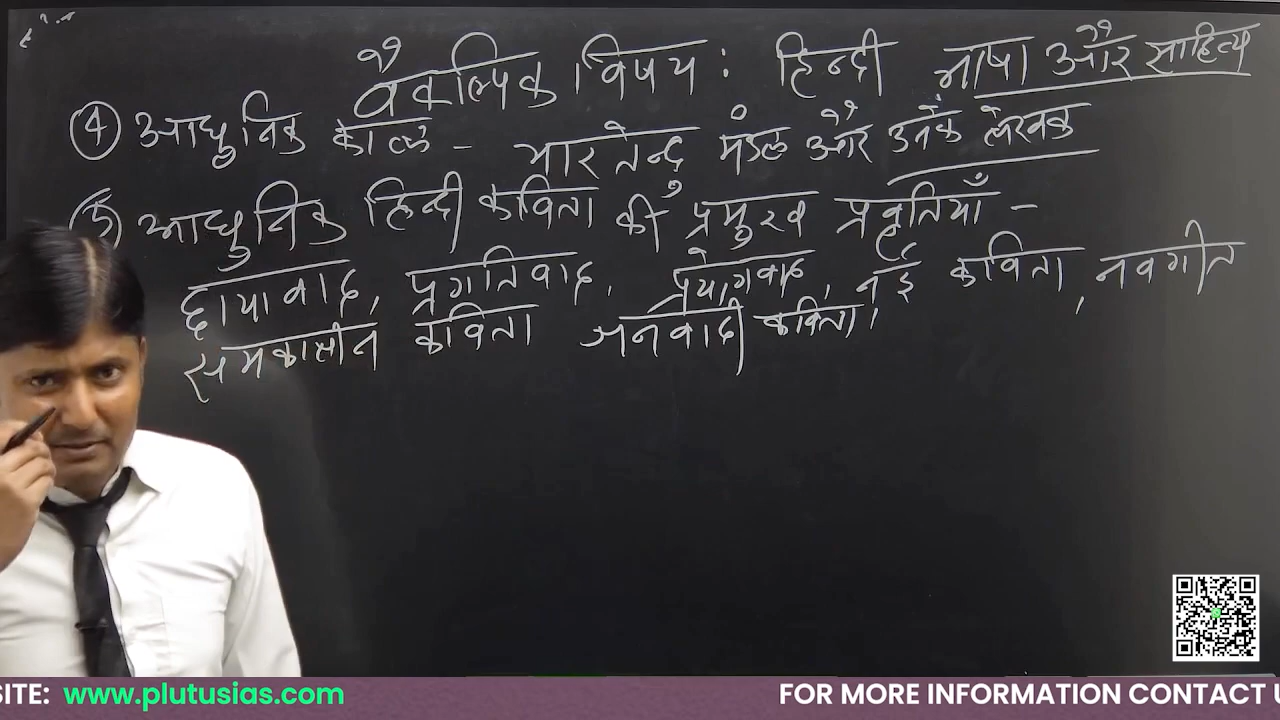 वैकल्पिक विषय : हिन्दी भाषा और साहित्य
④ आधुनिक काल - भारतेन्दु मंडल और उनके लेखक
⑤ आधुनिक हिन्दी कविता की प्रमुख प्रवृतियाँ -
छायावाद, प्रगतिवाद, प्रयोगवाद, नई कविता, नवगीत
समकालीन कविता जनवादी कविता,
SITE: www.plutusias.com FOR MORE INFORMATION CONTACT U